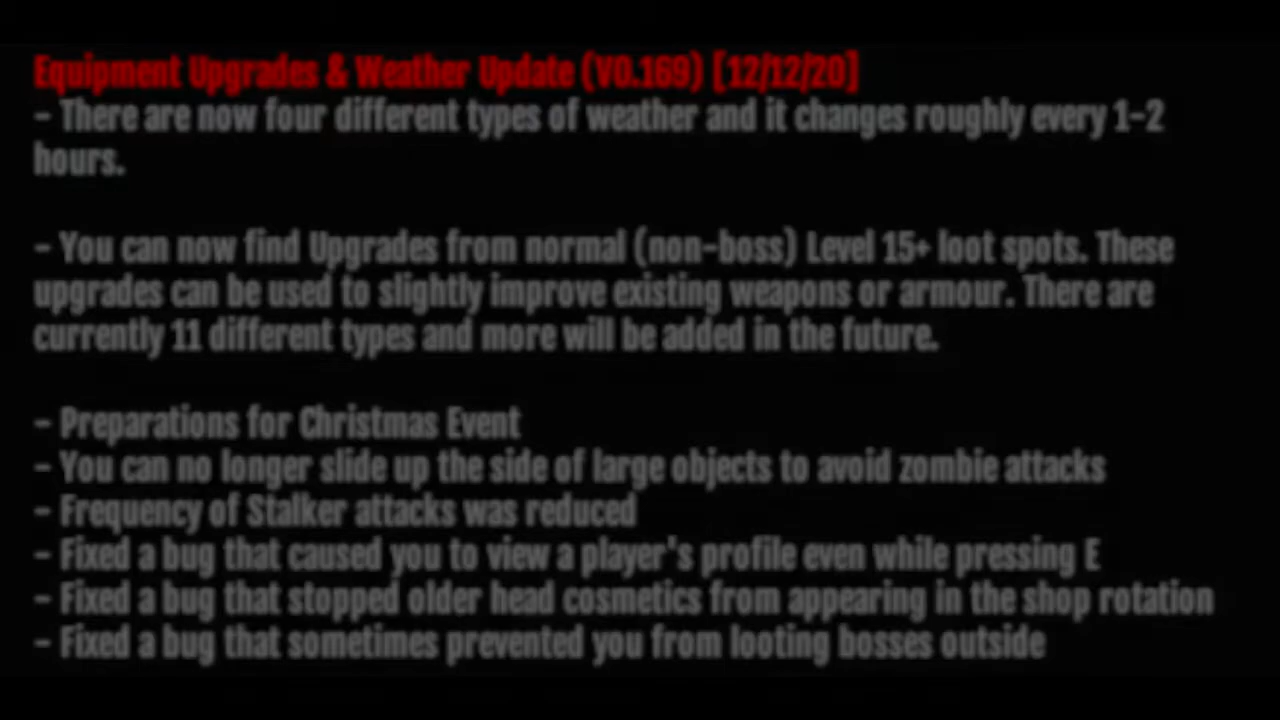 Equipment Upgrades & Weather Update (V0.169) [12/12/20]
- There are now four different types of weather and it changes roughly every 1-2
hours.
- You can now find Upgrades from normal (non-boss) Level 15+ loot spots. These
upgrades can be used to slightly improve existing weapons or armour. There are
currently 11 different types and more will be added in the future.
- Preparations for Christmas Event
- You can no longer slide up the side of large objects to avoid zombie attacks
- Frequency of Stalker attacks was reduced
- Fixed a bug that caused you to view a player's profile even while pressing E
- Fixed a bug that stopped older head cosmetics from appearing in the shop rotation
- Fixed a bug that sometimes prevented you from looting bosses outside